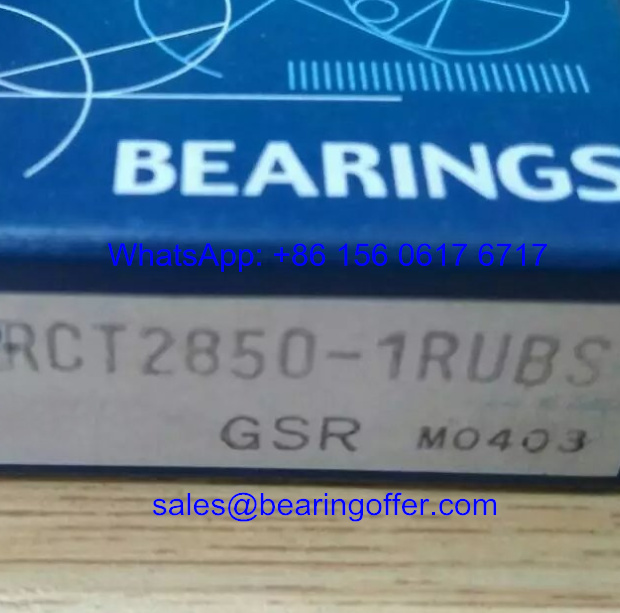 BEARINGS
WhatsApp: +86 156 0617 6717
RCT2850-1RUBS
GSR M0403
sales@bearingoffer.com